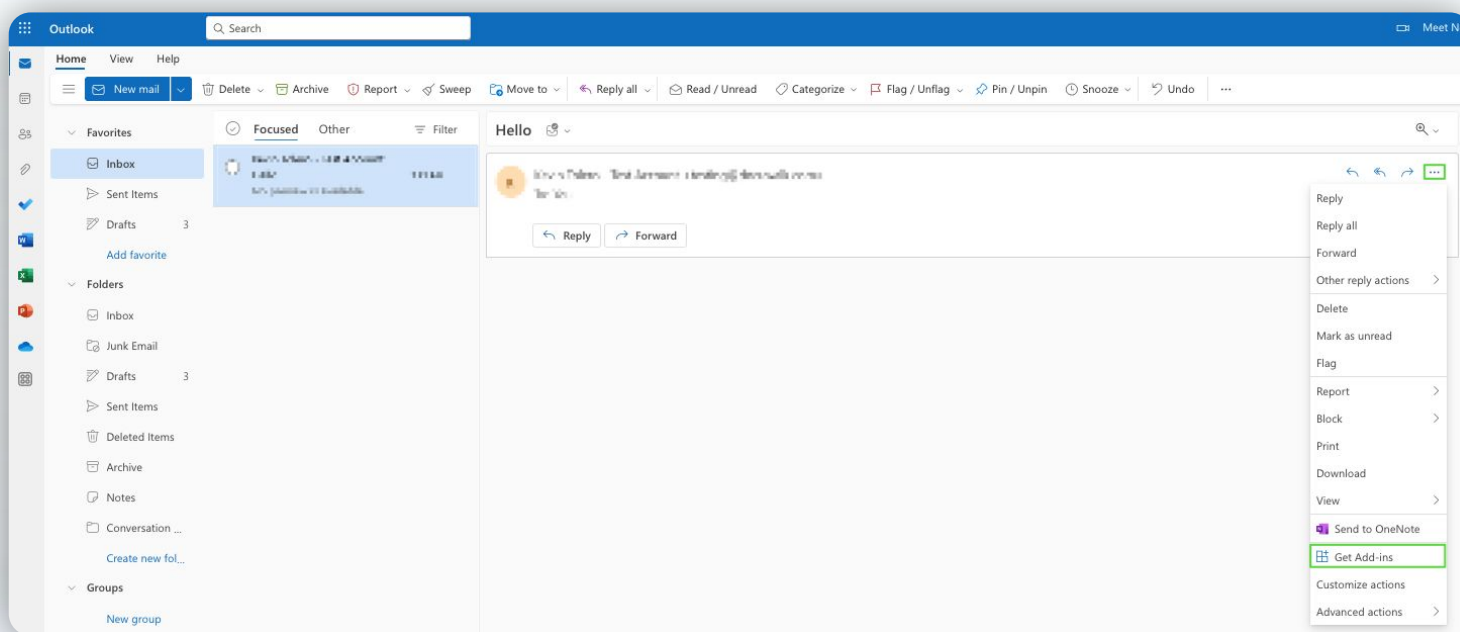 Outlook
Search
Meet N
Home View Help
New mail Delete Archive Report Sweep Move to Reply all Read / Unread Categorize Flag / Unflag Pin / Unpin Snooze Undo ...
Favorites
Inbox
Sent Items
Drafts 3
Add favorite
Folders
Inbox
Junk Email
Drafts 3
Sent Items
Deleted Items
Archive
Notes
Conversation ...
Create new fol...
Groups
New group
Focused Other Filter
Hello
Reply Forward
Reply
Reply all
Forward
Other reply actions
Delete
Mark as unread
Flag
Report
Block
Print
Download
View
Send to OneNote
Get Add-ins
Customize actions
Advanced actions